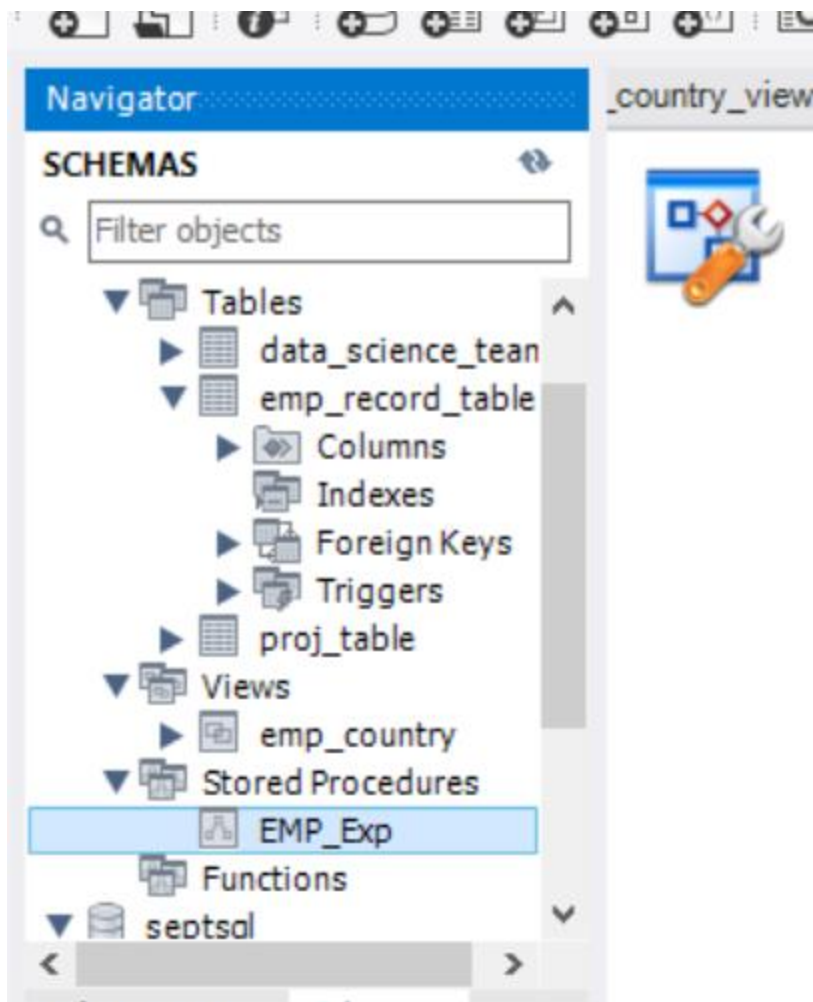 Navigator
_country_view
SCHEMAS
Filter objects
Tables
data_science_tean
emp_record_table
Columns
Indexes
Foreign Keys
Triggers
proj_table
Views
emp_country
Stored Procedures
EMP_Exp
Functions
septsql